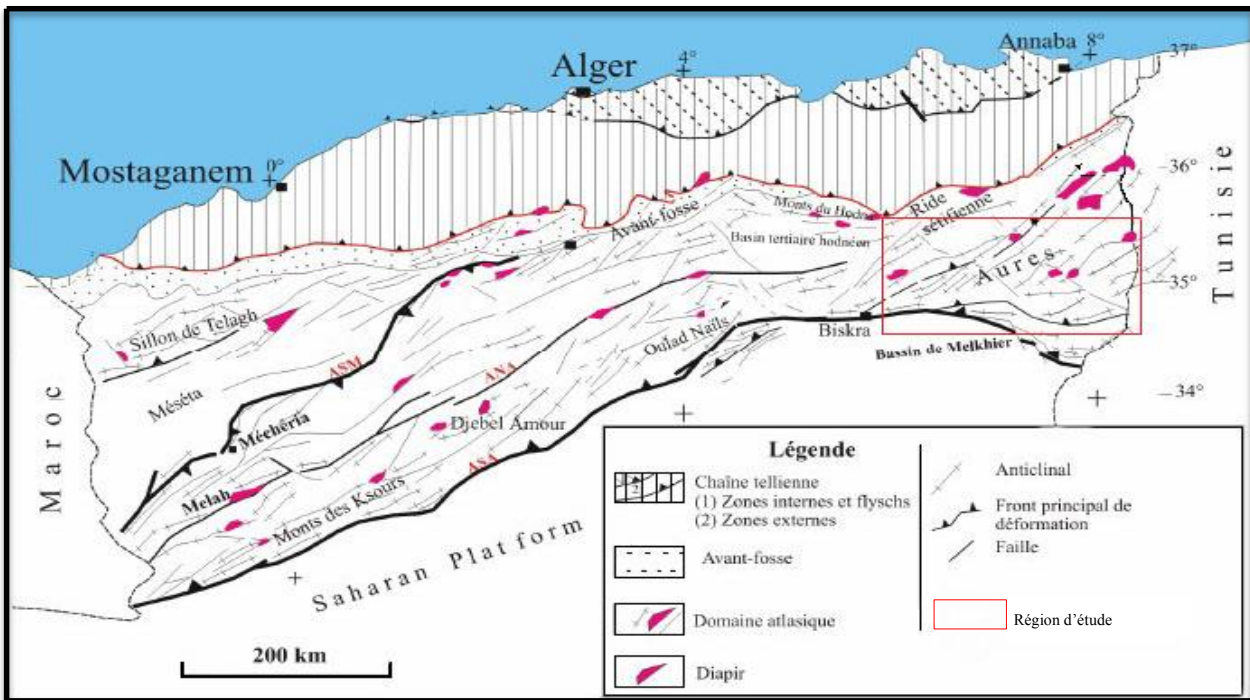 Alger
4°
Annaba 8°
37°
Mostaganem 0°
36°
Avant-fosse
Monts du Hodna
Ride
sétifienne
Basin tertiaire hodnéen
Aures
35°
Tunisie
Sillon de Telagh
Biskra
Oulad Naïls
Bassin de Melkhier
34°
ASM
ANA
Méséta
Maroc
Méchéria
Djebel Amour
ASA
Melah
Monts des Ksours
Saharan Platform
200 km
Légende
2
Chaîne tellienne
(1) Zones internes et flyschs
(2) Zones externes
Avant-fosse
Domaine atlasique
Diapir
Anticlinal
Front principal de
déformation
Faille
Région d'étude